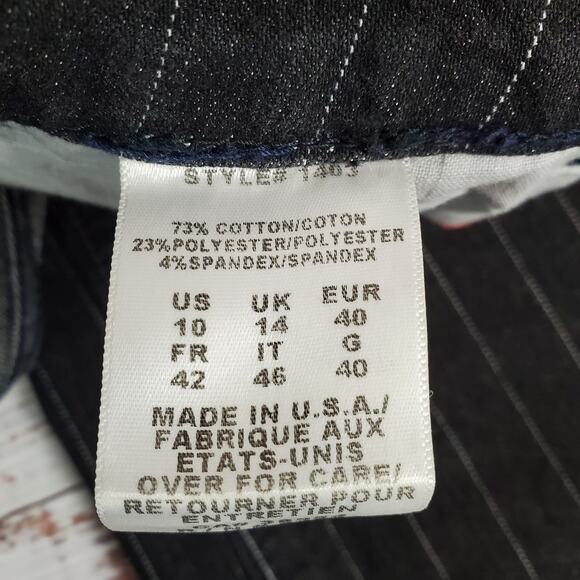 STYLE# 1463
73% COTTON/COTON
23%POLYESTER/POLYESTER
4%SPANDEX/SPANDEX
US UK EUR
10 14 40
FR IT G
42 46 40
MADE IN U.S.A./
FABRIQUE AUX
ETATS-UNIS
OVER FOR CARE/
RETOURNER POUR
ENTRETIEN